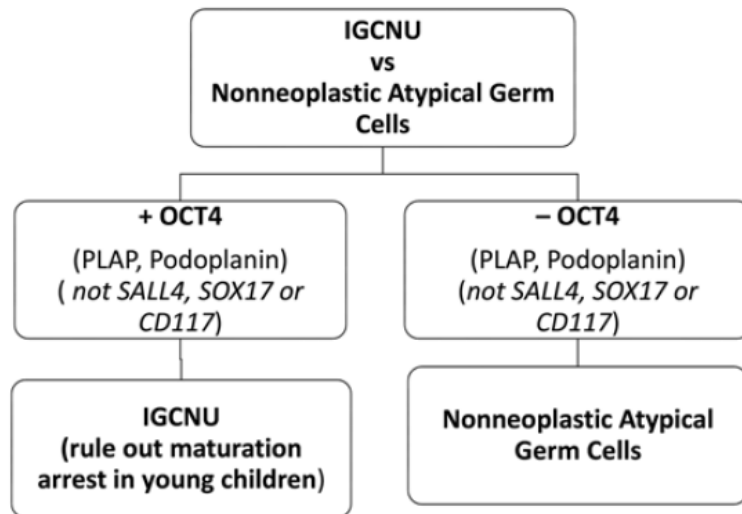 IGCNU
vs
Nonneoplastic Atypical Germ
Cells
+ OCT4
(PLAP, Podoplanin)
( not SALL4, SOX17 or
CD117)
– OCT4
(PLAP, Podoplanin)
(not SALL4, SOX17 or
CD117)
IGCNU
(rule out maturation
arrest in young children)
Nonneoplastic Atypical
Germ Cells